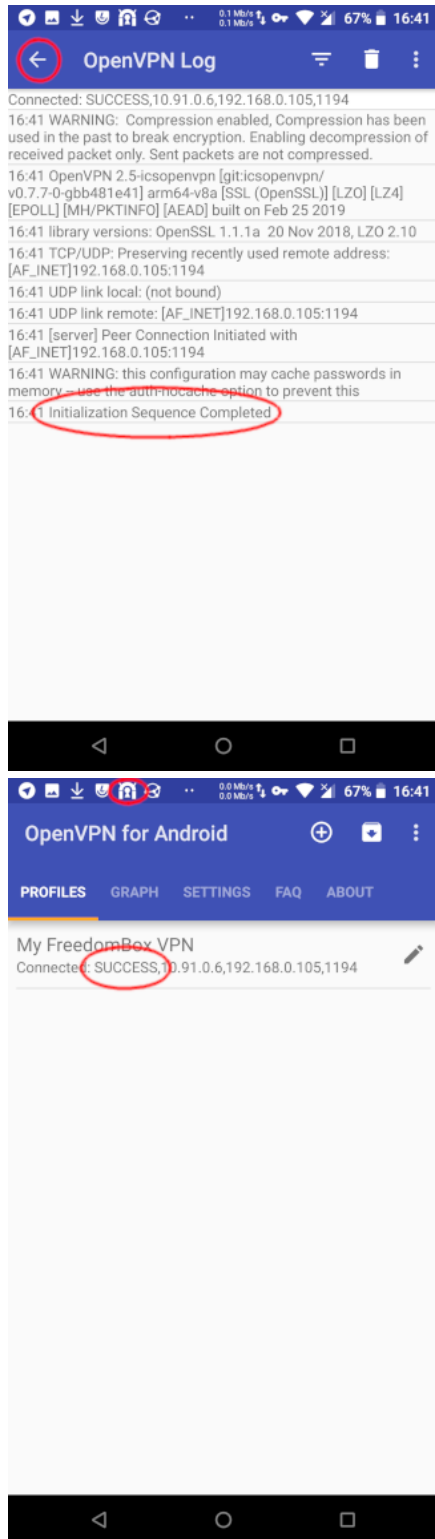 0.1 Mb/s
0.1 Mb/s
67%
16:41
OpenVPN Log
Connected: SUCCESS,10.91.0.6,192.168.0.105,1194
16:41 WARNING: Compression enabled, Compression has been
used in the past to break encryption. Enabling decompression of
received packet only. Sent packets are not compressed.
16:41 OpenVPN 2.5-icsopenvpn [git:icsopenvpn/
v0.7.7-0-gbb481e41] arm64-v8a [SSL (OpenSSL)] [LZO] [LZ4]
[EPOLL] [MH/PKTINFO] [AEAD] built on Feb 25 2019
16:41 library versions: OpenSSL 1.1.1a 20 Nov 2018, LZO 2.10
16:41 TCP/UDP: Preserving recently used remote address:
[AF_INET]192.168.0.105:1194
16:41 UDP link local: (not bound)
16:41 UDP link remote: [AF_INET]192.168.0.105:1194
16:41 [server] Peer Connection Initiated with
[AF_INET]192.168.0.105:1194
16:41 WARNING: this configuration may cache passwords in
memory -- use the auth-nocache option to prevent this
16:41 Initialization Sequence Completed
0.0 Mb/s
0.0 Mb/s
67%
16:41
OpenVPN for Android
PROFILES GRAPH SETTINGS FAQ ABOUT
My FreedomBox VPN
Connected: SUCCESS,10.91.0.6,192.168.0.105,1194